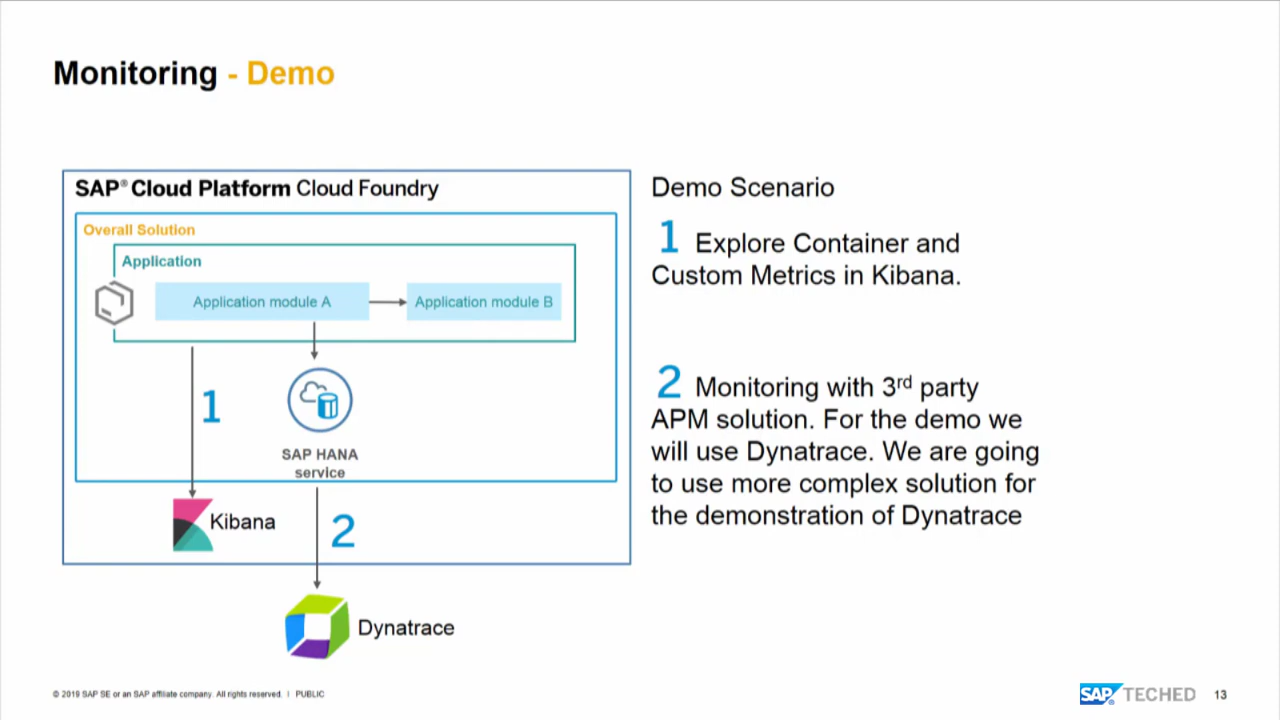 Monitoring - Demo
SAP® Cloud Platform Cloud Foundry
Overall Solution
Application
Application module A
Application module B
1
SAP HANA
service
Kibana
2
Dynatrace
Demo Scenario
1 Explore Container and
Custom Metrics in Kibana.
2 Monitoring with 3rd party
APM solution. For the demo we
will use Dynatrace. We are going
to use more complex solution for
the demonstration of Dynatrace
© 2019 SAP SE or an SAP affiliate company. All rights reserved. | PUBLIC
SAP® TECHED
13